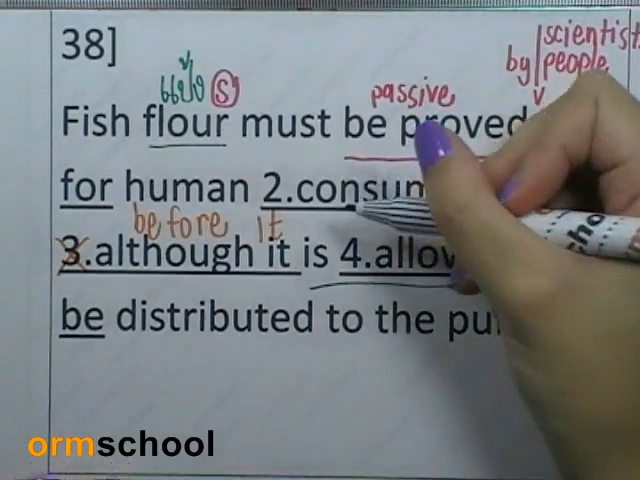 38]
scientist
by people
แป้ง S passive
Fish flour must be proved
for human 2.consum
before it
3.although it is 4.allow
be distributed to the pu
ormschool